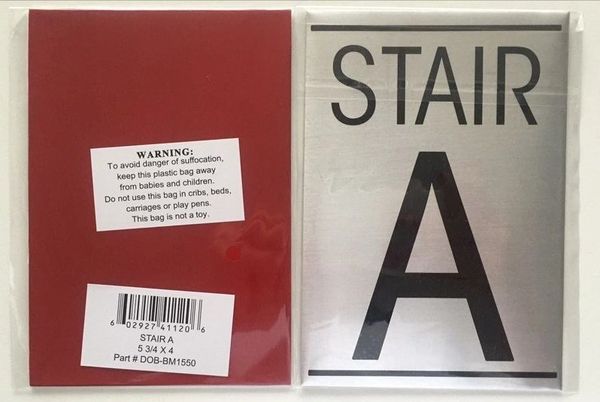 WARNING:
To avoid danger of suffocation,
keep this plastic bag away
from babies and children.
Do not use this bag in cribs, beds,
carriages or play pens.
This bag is not a toy.
6 02927 41120 6
STAIR A
5 3/4 X 4
Part # DOB-BM1550
STAIR
A